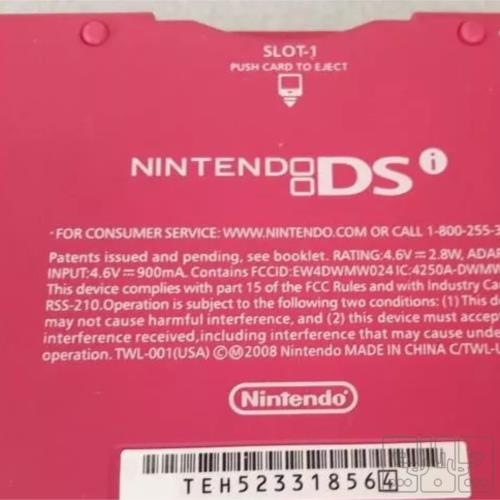 SLOT-1
PUSH CARD TO EJECT
NINTENDO DS i
· FOR CONSUMER SERVICE: WWW.NINTENDO.COM OR CALL 1-800-255-3
Patents issued and pending, see booklet. RATING:4.6V⎓2.8W, ADAP
INPUT:4.6V⎓900mA. Contains FCCID:EW4DWMW024 IC:4250A-DWMW
This device complies with part 15 of the FCC Rules and with Industry Ca
RSS-210.Operation is subject to the following two conditions: (1) This d
may not cause harmful interference, and (2) this device must accept
interference received,including interference that may cause unde
operation. TWL-001(USA) ©Ⓜ2008 Nintendo MADE IN CHINA C/TWL-U
Nintendo
TEH523318564